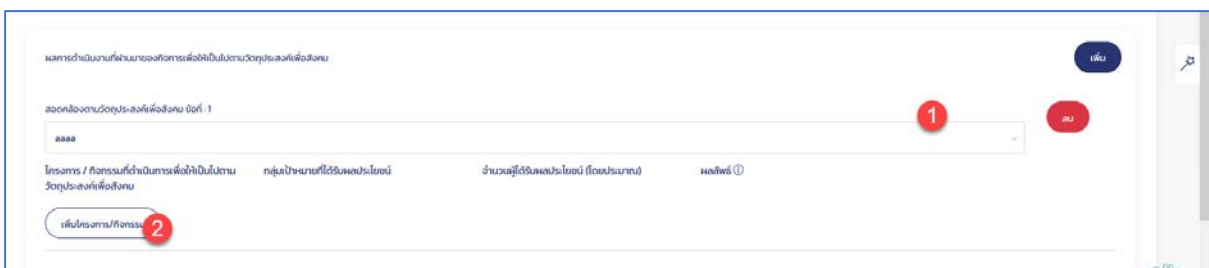 ผลการดำเนินงานที่ผ่านมาของกิจการเพื่อให้เป็นไปตามวัตถุประสงค์เพื่อสังคม
เพิ่ม
สอดคล้องตามวัตถุประสงค์เพื่อสังคม ข้อที่ : 1
1
ลบ
aaaa
โครงการ / กิจกรรมที่ดำเนินการเพื่อให้เป็นไปตาม กลุ่มเป้าหมายที่ได้รับผลประโยชน์ จำนวนผู้ได้รับผลประโยชน์ (โดยประมาณ) ผลลัพธ์
วัตถุประสงค์เพื่อสังคม
เพิ่มโครงการ/กิจกรรม 2